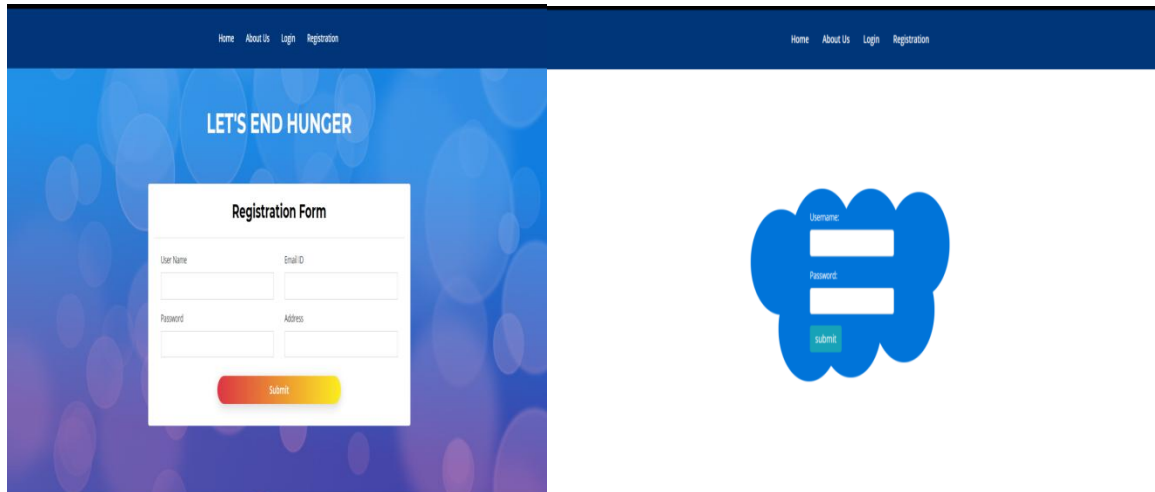 Home About Us Login Registration
LET'S END HUNGER
Registration Form
User Name Email ID
Password Address
Submit
Home About Us Login Registration
Username:
Password:
submit